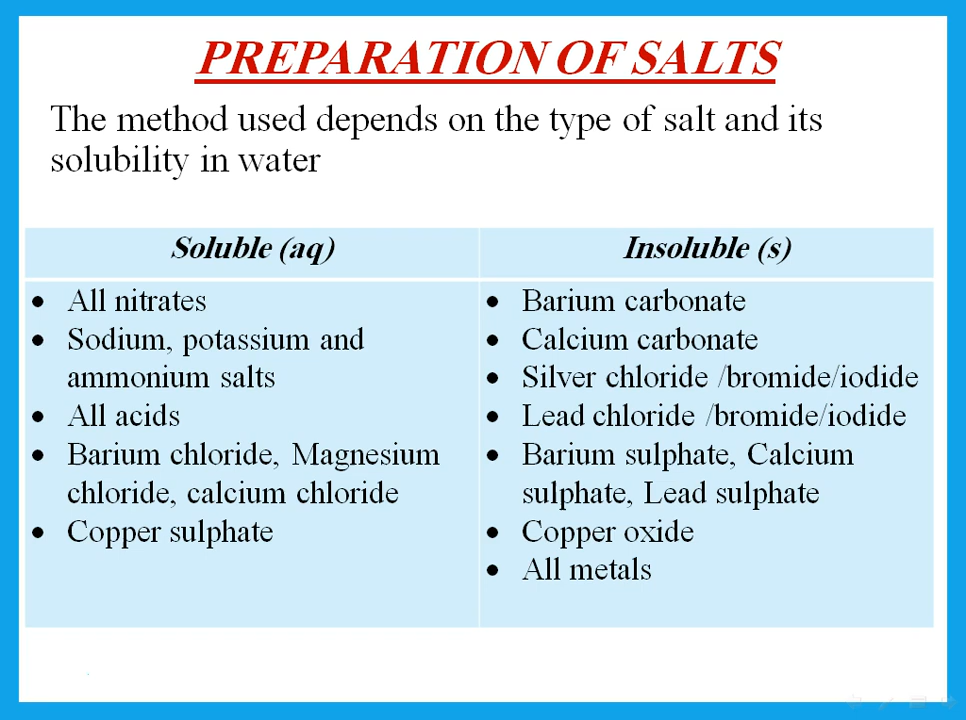 PREPARATION OF SALTS
The method used depends on the type of salt and its
solubility in water
Soluble (aq)
• All nitrates
• Sodium, potassium and
ammonium salts
• All acids
• Barium chloride, Magnesium
chloride, calcium chloride
• Copper sulphate
Insoluble (s)
• Barium carbonate
• Calcium carbonate
• Silver chloride /bromide/iodide
• Lead chloride /bromide/iodide
• Barium sulphate, Calcium
sulphate, Lead sulphate
• Copper oxide
• All metals